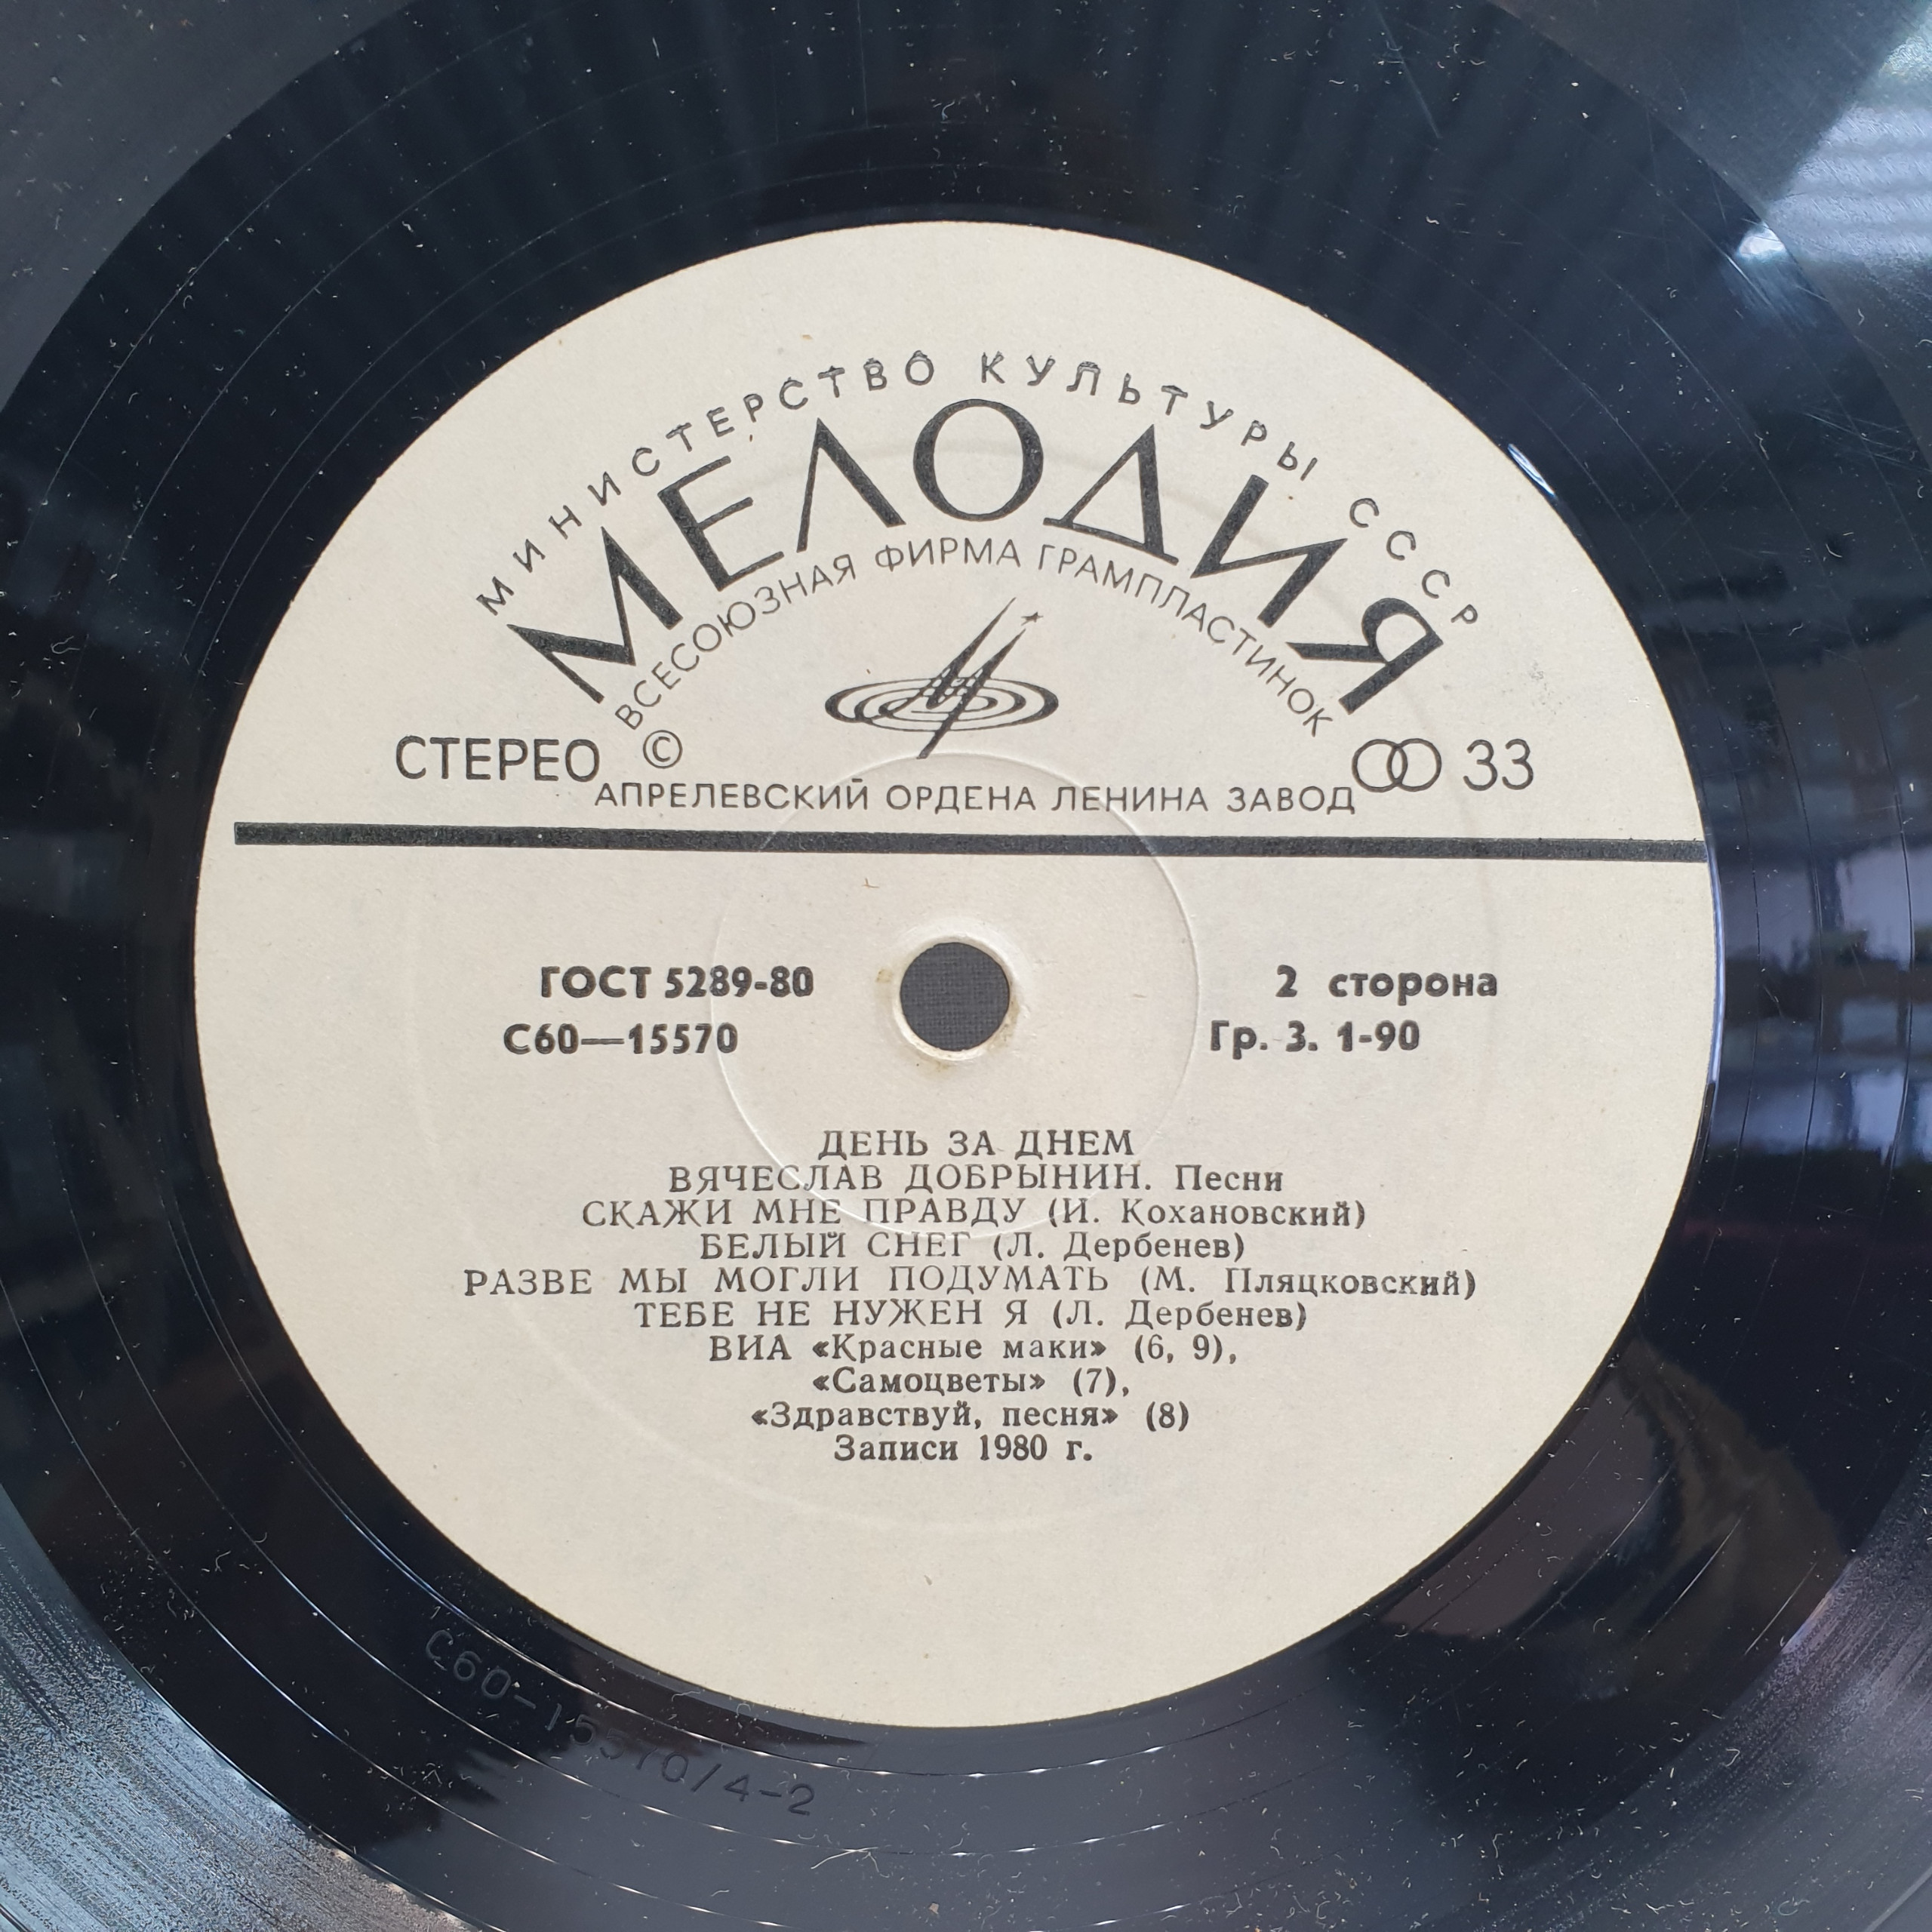 МИНИСТЕРСТВО КУЛЬТУРЫ СССР
МЕЛОДИЯ
ВСЕСОЮЗНАЯ ФИРМА ГРАМПЛАСТИНОК
СТЕРЕО © 33
АПРЕЛЕВСКИЙ ОРДЕНА ЛЕНИНА ЗАВОД
ГОСТ 5289-80 2 сторона
С60—15570 Гр. 3. 1-90
ДЕНЬ ЗА ДНЕМ
ВЯЧЕСЛАВ ДОБРЫНИН. Песни
СКАЖИ МНЕ ПРАВДУ (И. Кохановский)
БЕЛЫЙ СНЕГ (Л. Дербенев)
РАЗВЕ МЫ МОГЛИ ПОДУМАТЬ (М. Пляцковский)
ТЕБЕ НЕ НУЖЕН Я (Л. Дербенев)
ВИА «Красные маки» (6, 9),
«Самоцветы» (7),
«Здравствуй, песня» (8)
Записи 1980 г.
С60-15570/4-2